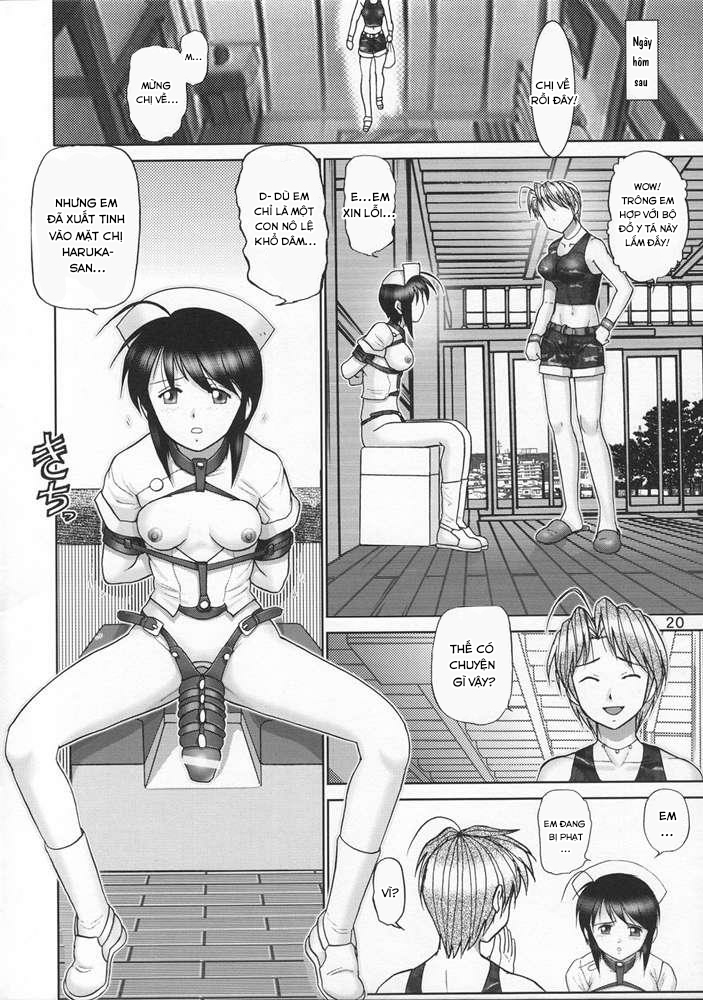 Ngày
hôm
sau
CHỊ VỀ
RỒI ĐÂY!
M...
MỪNG
CHỊ VỀ...
WOW!
TRÔNG EM
HỢP VỚI BỘ
ĐỒ Y TÁ NÀY
LẮM ĐẤY!
E...EM
XIN LỖI...
D- DÙ EM
CHỈ LÀ MỘT
CON NÔ LỆ
KHỔ DÂM...
NHƯNG EM
ĐÃ XUẤT TINH
VÀO MẶT CHỊ
HARUKA-
SAN...
きちっ
20
THẾ CÓ
CHUYỆN
GÌ VẬY?
EM
...
EM ĐANG
BỊ PHẠT
...
VÌ?